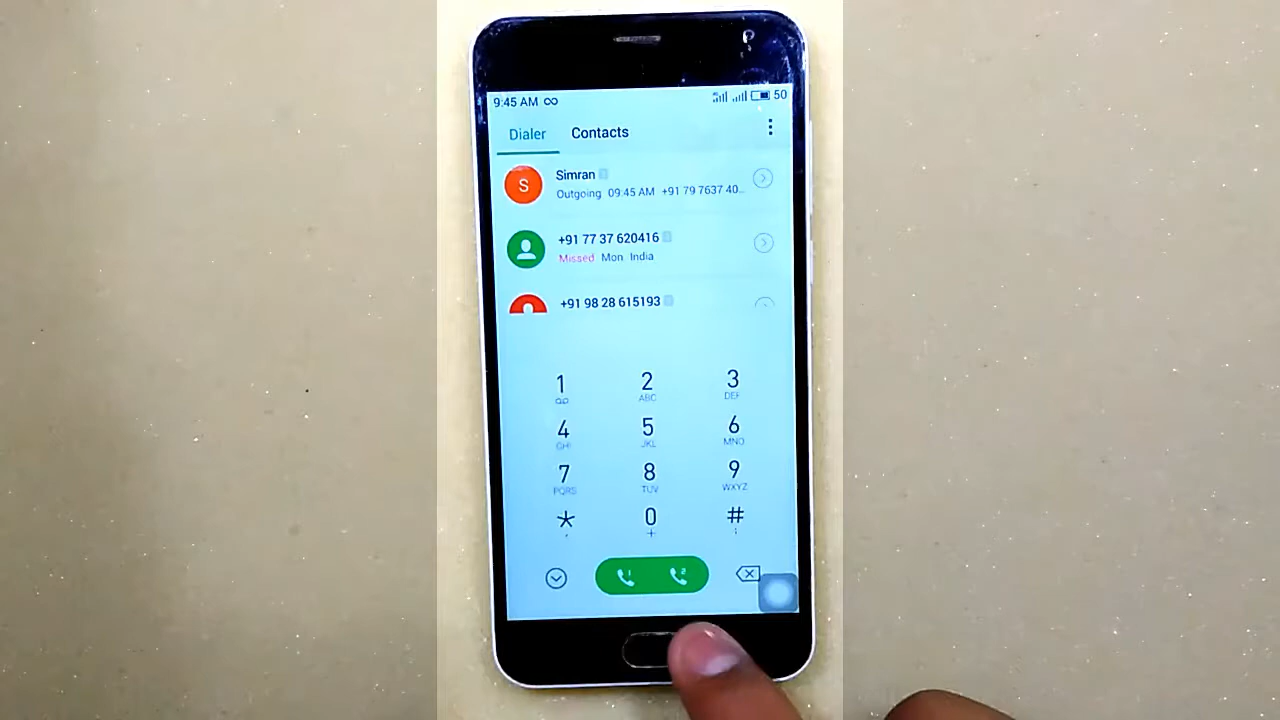 9:45 AM 50
Dialer Contacts
S Simran
Outgoing 09:45 AM +91 79 7637 40...
+91 77 37 620416
Missed Mon India
+91 98 28 615193
1 2 3
ABC DEF
4 5 6
GHI JKL MNO
7 8 9
PQRS TUV WXYZ
* 0 #
, + ;
1 2